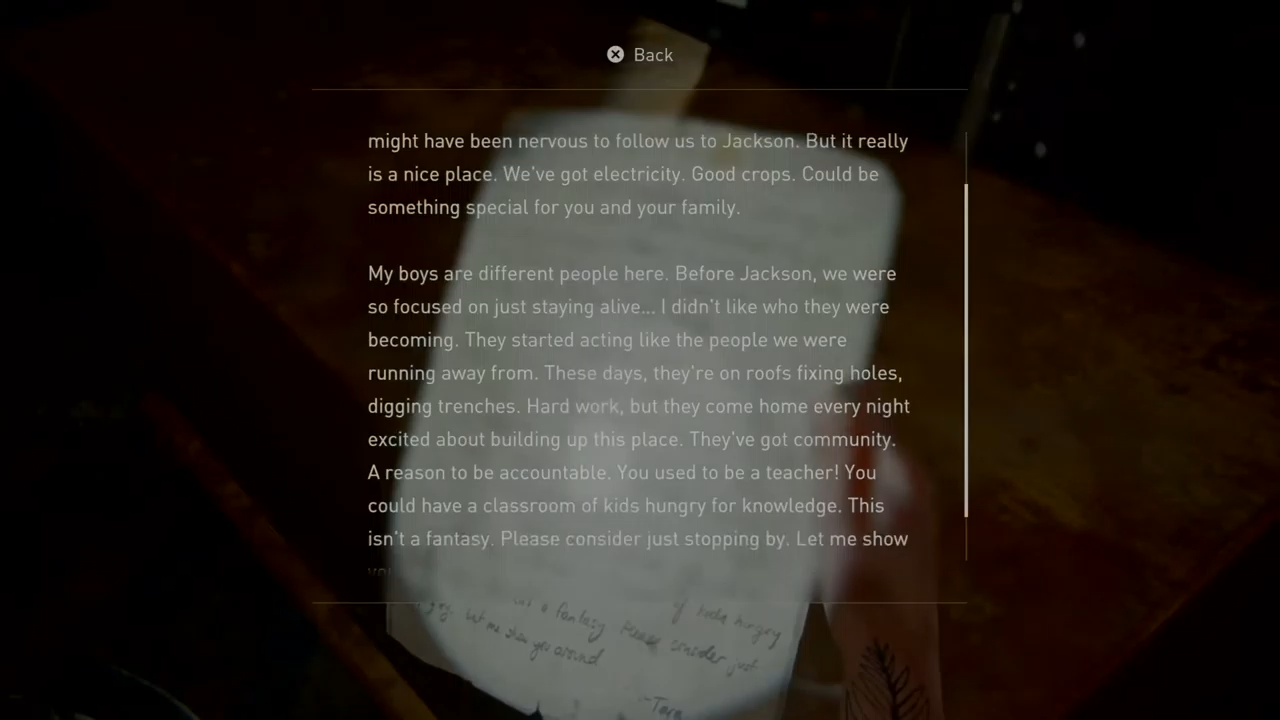 Back
might have been nervous to follow us to Jackson. But it really
is a nice place. We've got electricity. Good crops. Could be
something special for you and your family.
My boys are different people here. Before Jackson, we were
so focused on just staying alive... I didn't like who they were
becoming. They started acting like the people we were
running away from. These days, they're on roofs fixing holes,
digging trenches. Hard work, but they come home every night
excited about building up this place. They've got community.
A reason to be accountable. You used to be a teacher! You
could have a classroom of kids hungry for knowledge. This
isn't a fantasy. Please consider just stopping by. Let me show
you
of kids hungry
a fantasy Please consider just
Let me show you around
-Tara